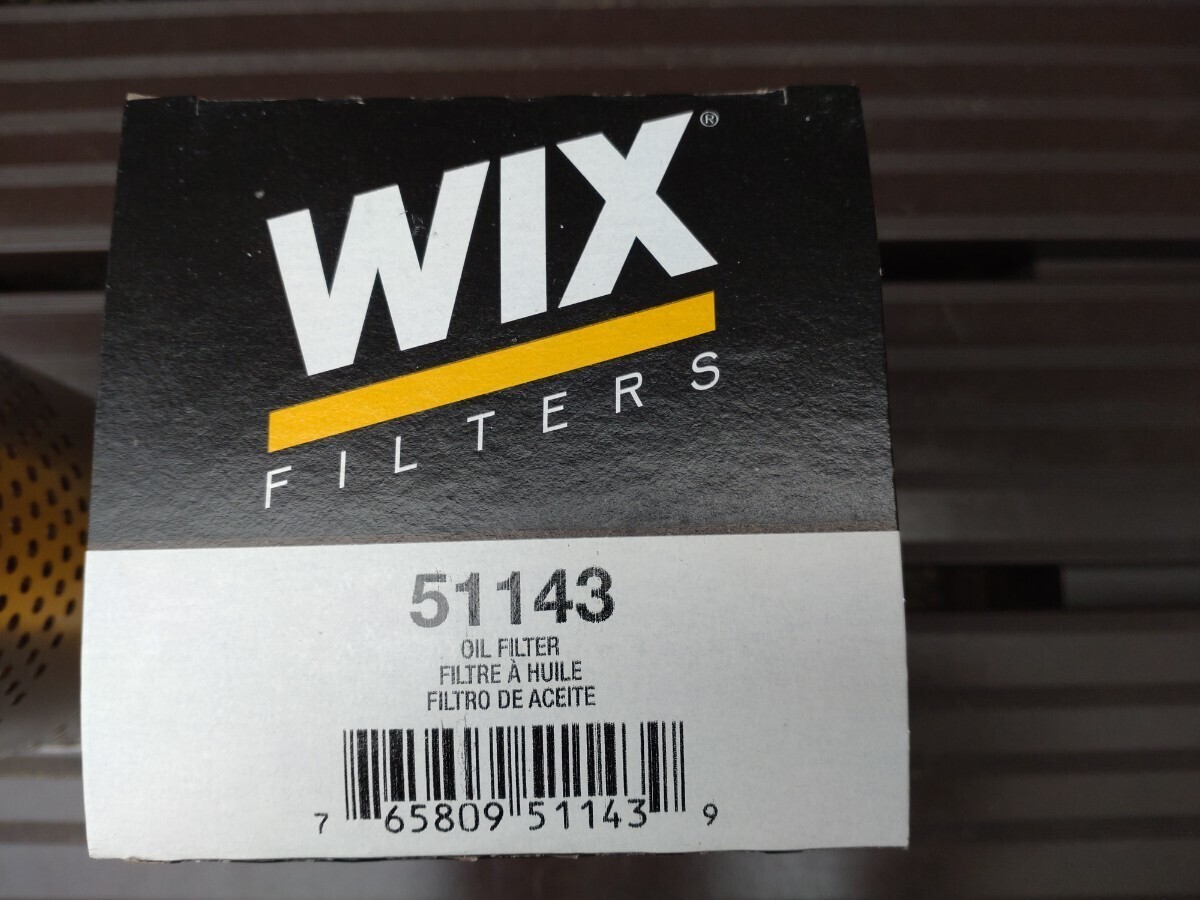 WIX®
FILTERS
51143
OIL FILTER
FILTRE À HUILE
FILTRO DE ACEITE
7 65809 51143 9